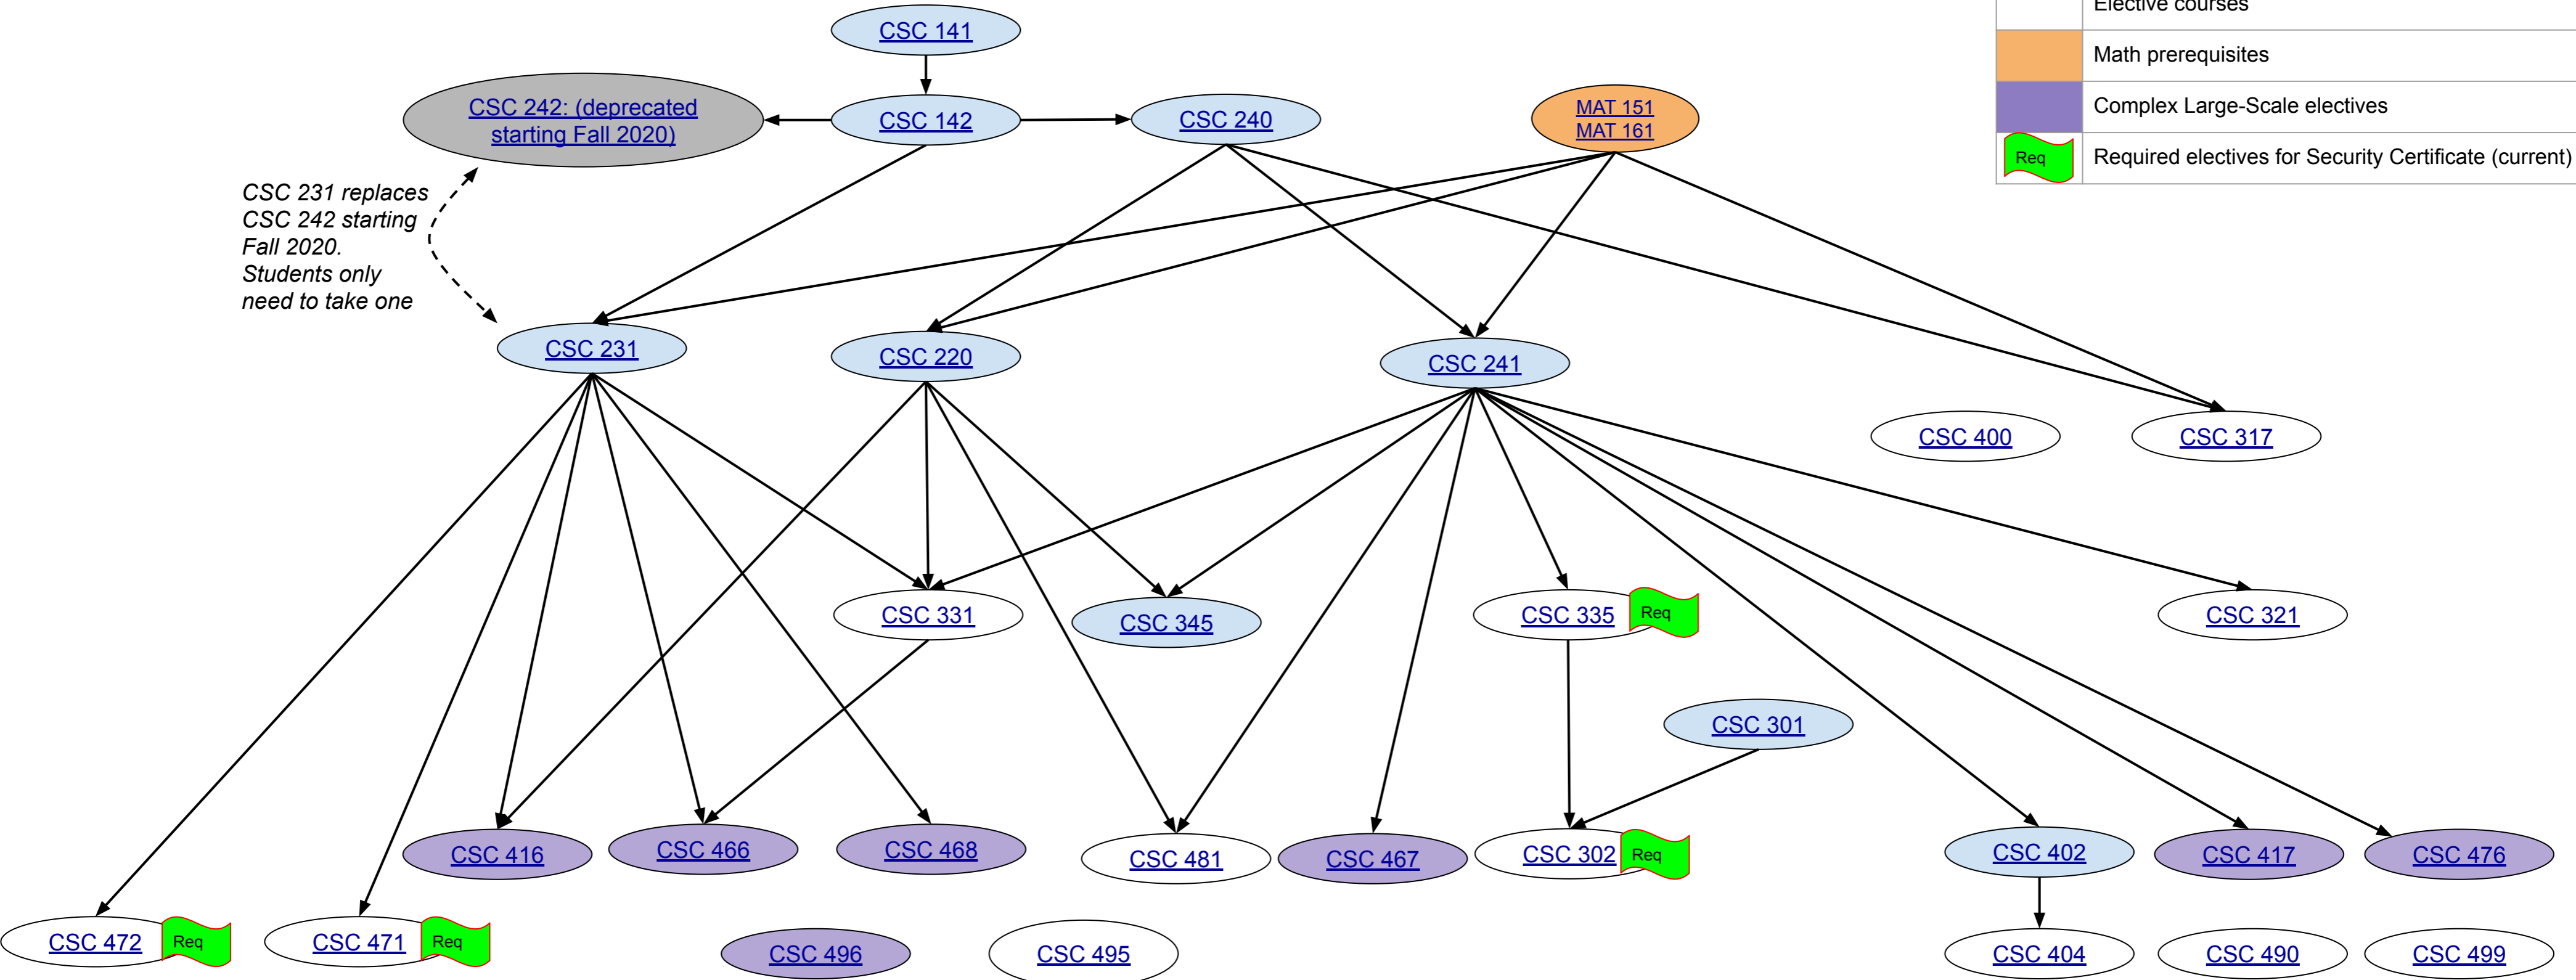 Elective courses
CSC 141
Math prerequisites
CSC 242: (deprecated
starting Fall 2020)
CSC 142
CSC 240
MAT 151
MAT 161
Complex Large-Scale electives
Req
Required electives for Security Certificate (current)
CSC 231 replaces
CSC 242 starting
Fall 2020.
Students only
need to take one
CSC 231
CSC 220
CSC 241
CSC 400
CSC 317
CSC 331
CSC 345
CSC 335
Req
CSC 321
CSC 301
CSC 416
CSC 466
CSC 468
CSC 481
CSC 467
CSC 302
Req
CSC 402
CSC 417
CSC 476
CSC 472
Req
CSC 471
Req
CSC 496
CSC 495
CSC 404
CSC 490
CSC 499